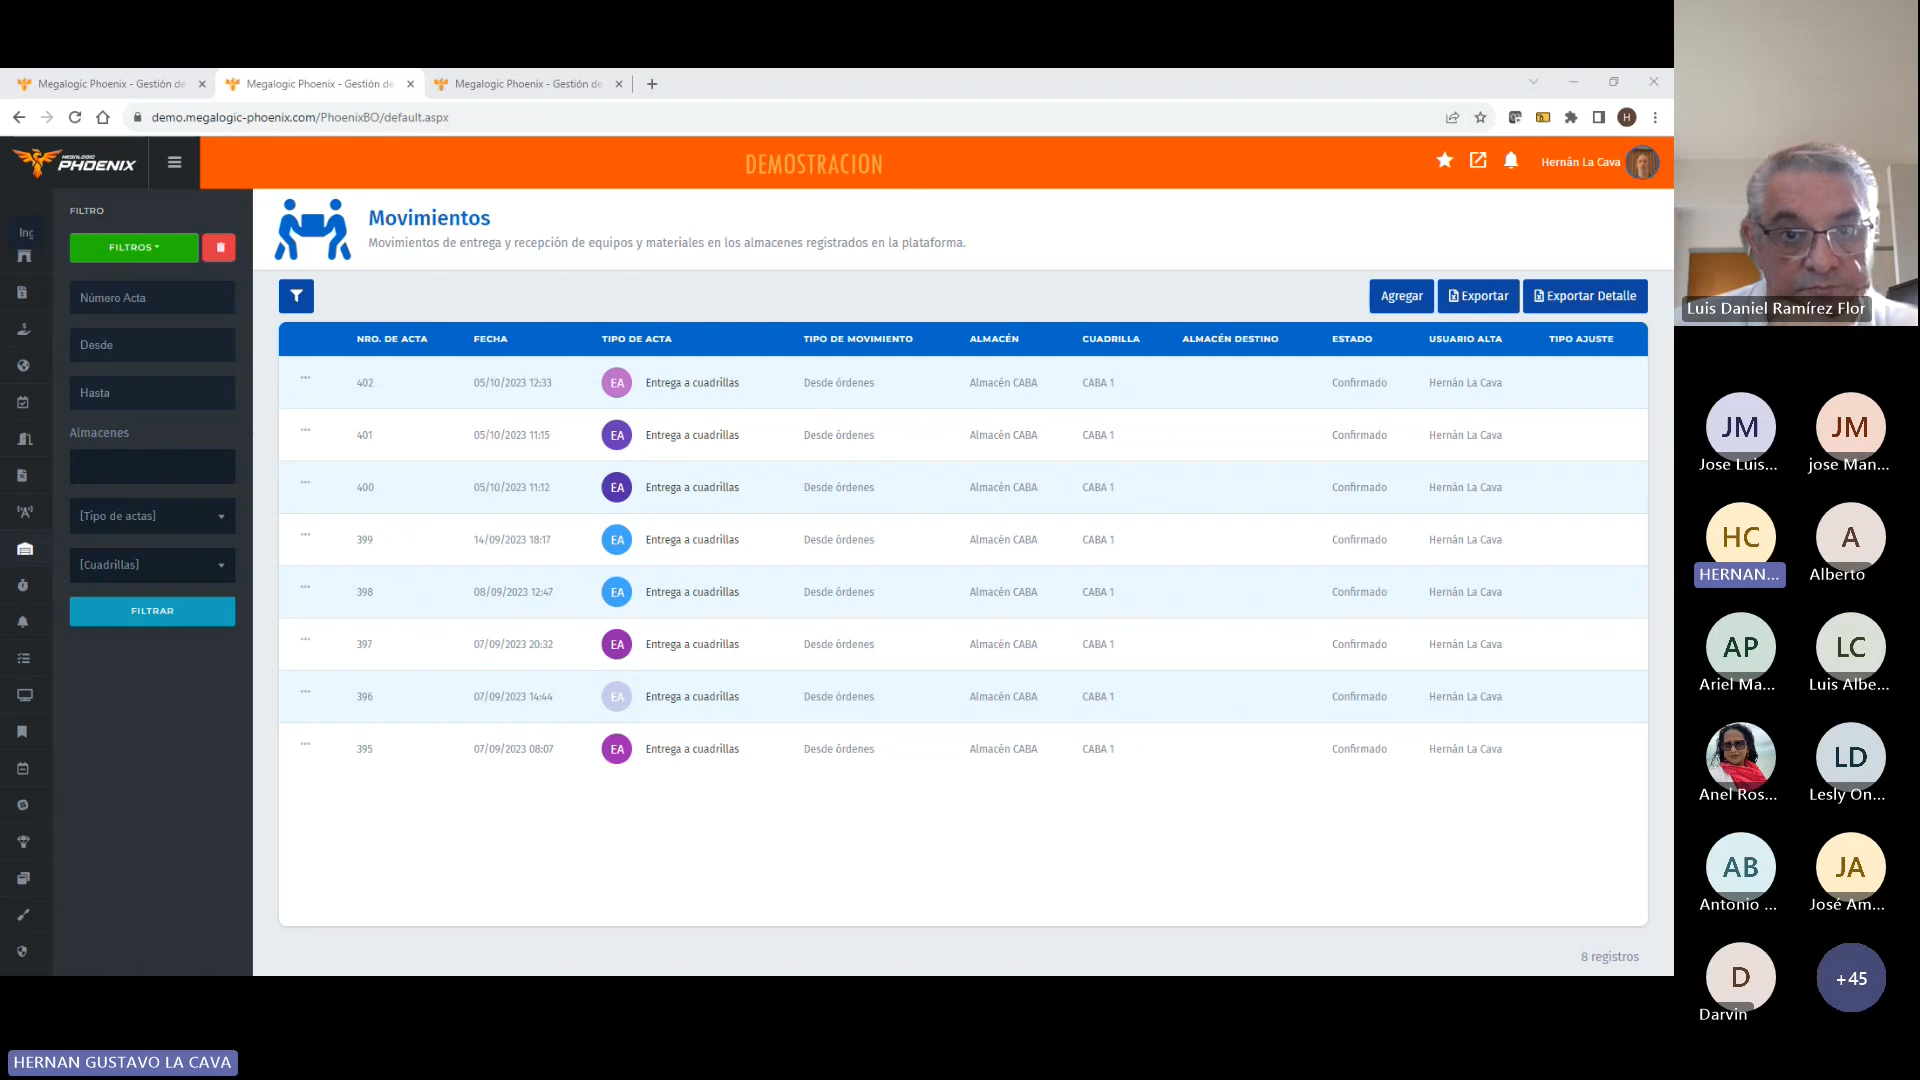 Megalogic Phoenix - Gestión de
Megalogic Phoenix - Gestión de
Megalogic Phoenix - Gestión de
demo.megalogic-phoenix.com/PhoenixBO/default.aspx
H
MEGALOGIC
PHOENIX
DEMOSTRACION
Hernán La Cava
FILTRO
FILTROS
Número Acta
Desde
Hasta
Almacenes
[Tipo de actas]
[Cuadrillas]
FILTRAR
Ing
Movimientos
Movimientos de entrega y recepción de equipos y materiales en los almacenes registrados en la plataforma.
Agregar Exportar Exportar Detalle
NRO. DE ACTA FECHA TIPO DE ACTA TIPO DE MOVIMIENTO ALMACÉN CUADRILLA ALMACÉN DESTINO ESTADO USUARIO ALTA TIPO AJUSTE
402 05/10/2023 12:33 EA Entrega a cuadrillas Desde órdenes Almacén CABA CABA 1 Confirmado Hernán La Cava
401 05/10/2023 11:15 EA Entrega a cuadrillas Desde órdenes Almacén CABA CABA 1 Confirmado Hernán La Cava
400 05/10/2023 11:12 EA Entrega a cuadrillas Desde órdenes Almacén CABA CABA 1 Confirmado Hernán La Cava
399 14/09/2023 18:17 EA Entrega a cuadrillas Desde órdenes Almacén CABA CABA 1 Confirmado Hernán La Cava
398 08/09/2023 12:47 EA Entrega a cuadrillas Desde órdenes Almacén CABA CABA 1 Confirmado Hernán La Cava
397 07/09/2023 20:32 EA Entrega a cuadrillas Desde órdenes Almacén CABA CABA 1 Confirmado Hernán La Cava
396 07/09/2023 14:44 EA Entrega a cuadrillas Desde órdenes Almacén CABA CABA 1 Confirmado Hernán La Cava
395 07/09/2023 08:07 EA Entrega a cuadrillas Desde órdenes Almacén CABA CABA 1 Confirmado Hernán La Cava
8 registros
Luis Daniel Ramírez Flor
JM JM
Jose Luis... jose Man...
HC A
HERNAN... Alberto
AP LC
Ariel Ma... Luis Albe...
LD
Anel Ros... Lesly On...
AB JA
Antonio ... José Am...
D +45
Darvin
HERNAN GUSTAVO LA CAVA